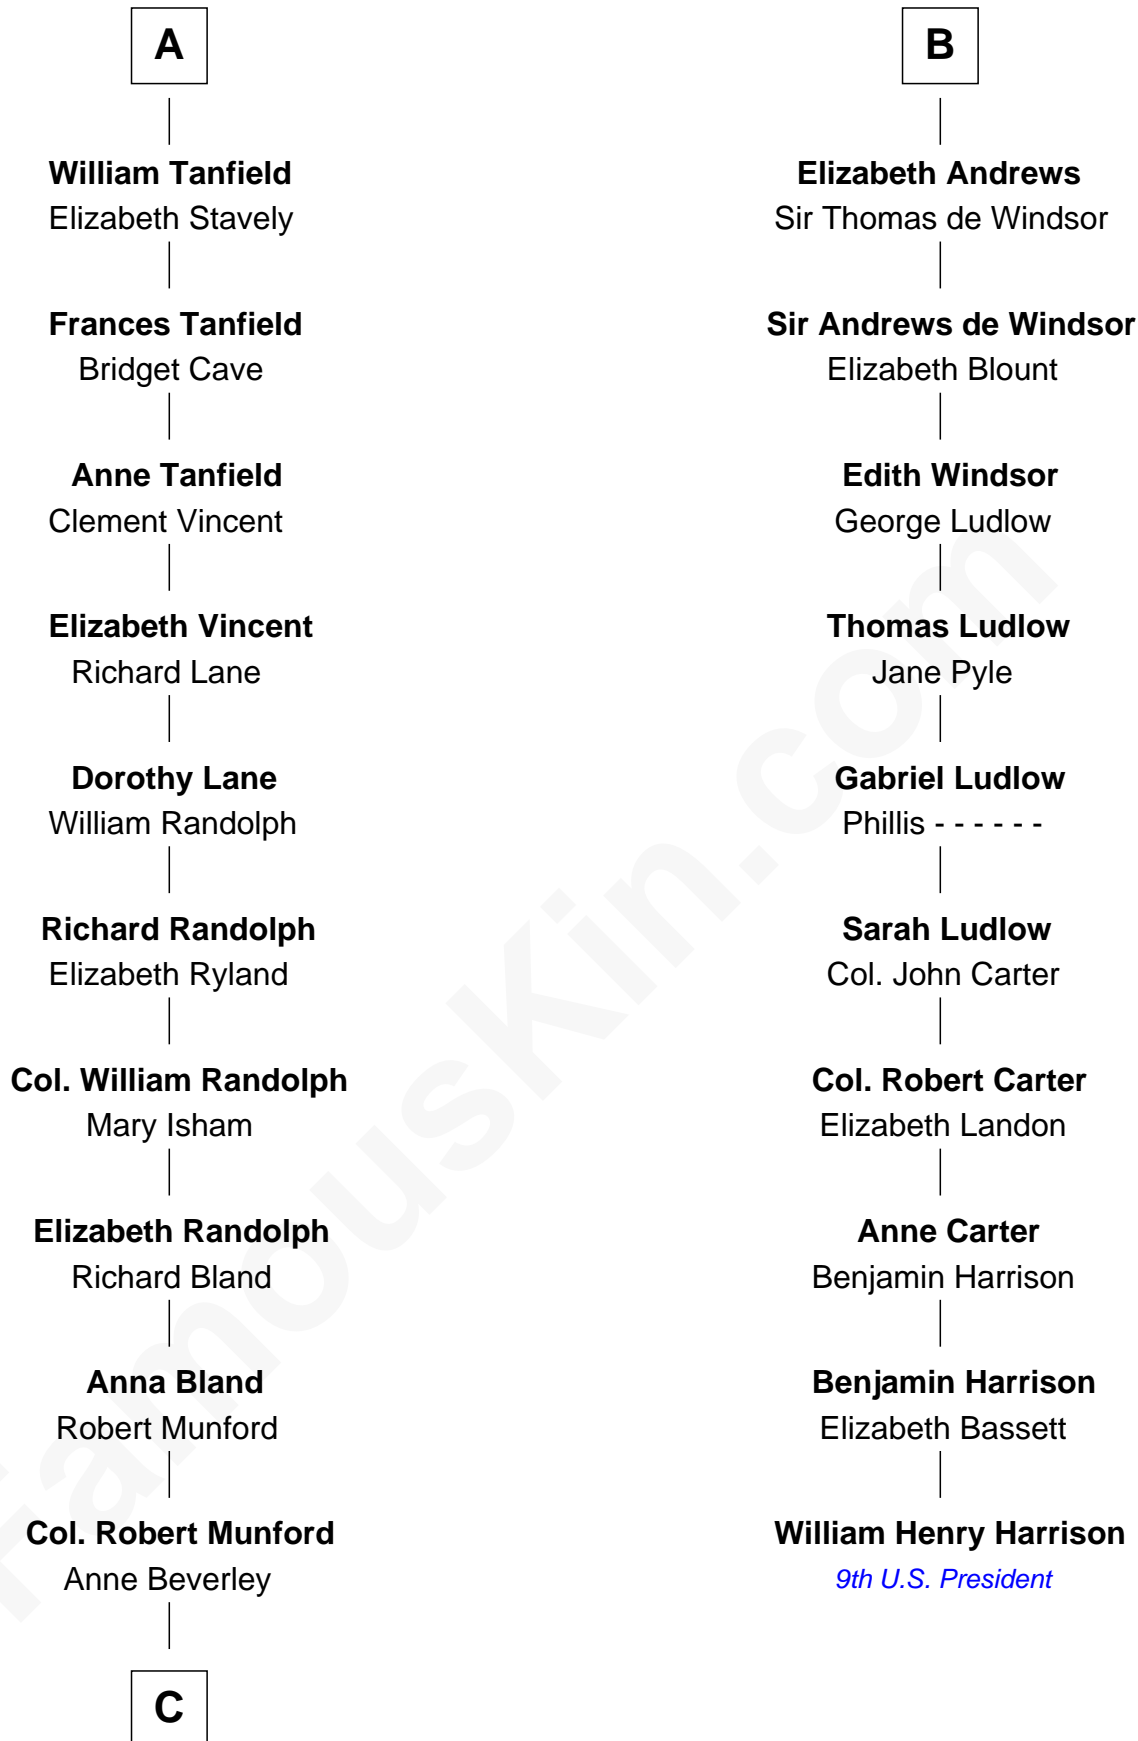 A
William Tanfield
Elizabeth Stavely
Frances Tanfield
Bridget Cave
Anne Tanfield
Clement Vincent
Elizabeth Vincent
Richard Lane
Dorothy Lane
William Randolph
Richard Randolph
Elizabeth Ryland
Col. William Randolph
Mary Isham
Elizabeth Randolph
Richard Bland
Anna Bland
Robert Munford
Col. Robert Munford
Anne Beverley
C
B
Elizabeth Andrews
Sir Thomas de Windsor
Sir Andrews de Windsor
Elizabeth Blount
Edith Windsor
George Ludlow
Thomas Ludlow
Jane Pyle
Gabriel Ludlow
Phillis - - - - - -
Sarah Ludlow
Col. John Carter
Col. Robert Carter
Elizabeth Landon
Anne Carter
Benjamin Harrison
Benjamin Harrison
Elizabeth Bassett
William Henry Harrison
9th U.S. President
FamousKin.com